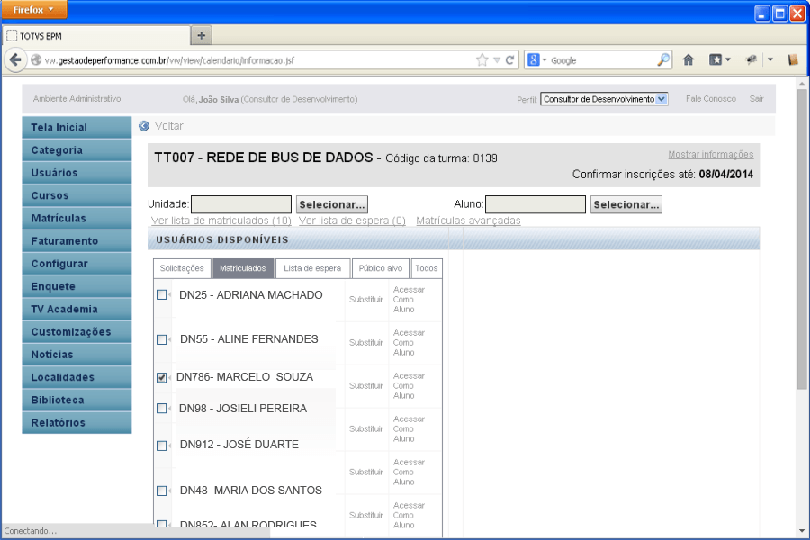 Firefox
TOTVS EPM
vw.gestaodeperformance.com.br/vw/view/calendario/informacao.jsf
Google
Ambiente Administrativo
Olá, João Silva (Consultor de Desenvolvimento)
Perfil Consultor de Desenvolvimento
Fale Conosco
Sair
Tela Inicial
Categoria
Usuários
Cursos
Matrículas
Faturamento
Configurar
Enquete
TV Academia
Customizações
Notícias
Localidades
Biblioteca
Relatórios
Voltar
TT007 - REDE DE BUS DE DADOS - Código da turma: 0139
Mostrar informações
Confirmar inscrições até: 08/04/2014
Unidade: Selecionar... Aluno: Selecionar...
Ver lista de matriculados (10) Ver lista de espera (0) Matrículas avançadas
USUÁRIOS DISPONÍVEIS
Solicitações Matriculados Lista de espera Público alvo Todos
DN25 - ADRIANA MACHADO Substituir Acessar Como Aluno
DN55 - ALINE FERNANDES Substituir Acessar Como Aluno
DN786- MARCELO SOUZA Substituir Acessar Como Aluno
DN98 - JOSIELI PEREIRA Substituir Acessar Como Aluno
DN912 - JOSÉ DUARTE Substituir Acessar Como Aluno
DN48- MARIA DOS SANTOS Substituir Acessar Como Aluno
DN852- ALAN RODRIGUES
Conectando...